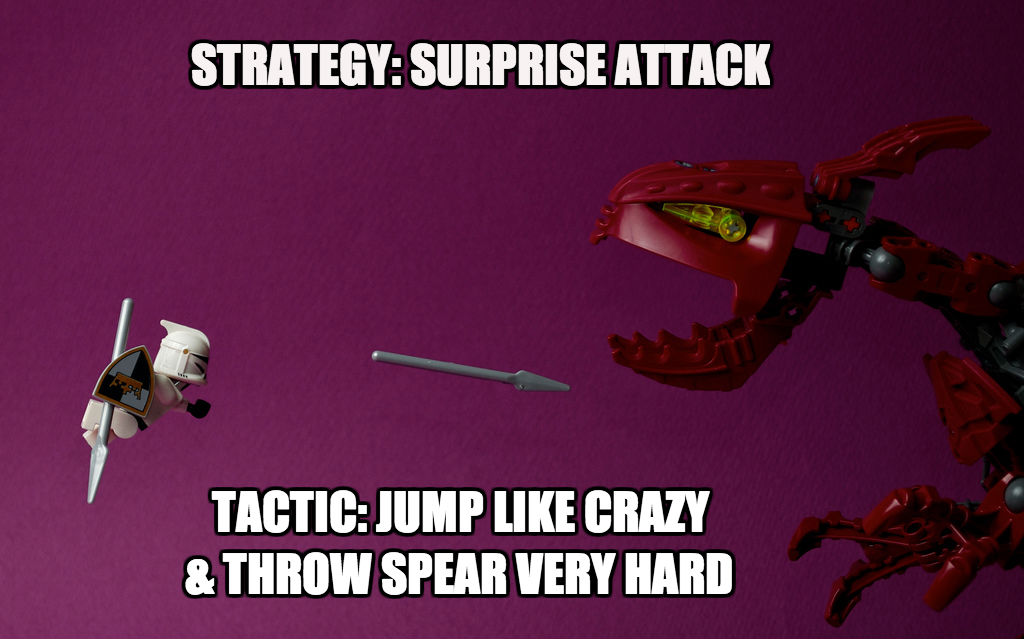 STRATEGY: SURPRISE ATTACK
TACTIC: JUMP LIKE CRAZY
& THROW SPEAR VERY HARD